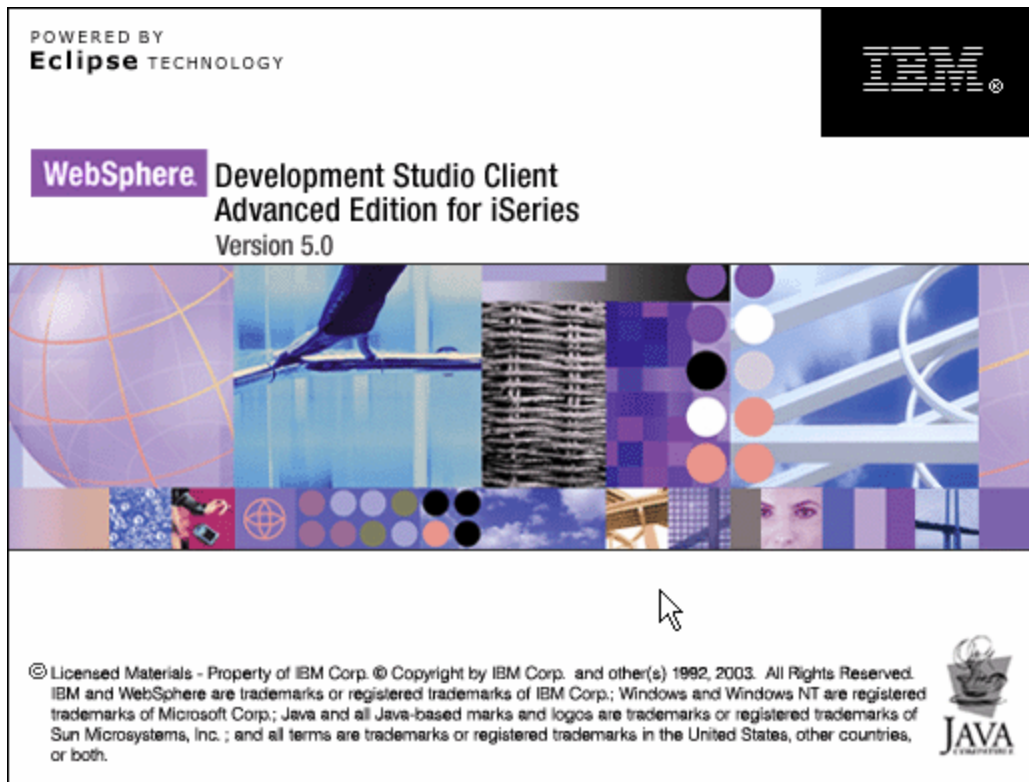 POWERED BY
Eclipse TECHNOLOGY
IBM®
WebSphere. Development Studio Client
Advanced Edition for iSeries
Version 5.0
© Licensed Materials - Property of IBM Corp. © Copyright by IBM Corp. and other(s) 1992, 2003. All Rights Reserved.
IBM and WebSphere are trademarks or registered trademarks of IBM Corp.; Windows and Windows NT are registered
trademarks of Microsoft Corp.; Java and all Java-based marks and logos are trademarks or registered trademarks of
Sun Microsystems, Inc. ; and all terms are trademarks or registered trademarks in the United States, other countries,
or both.
JAVA
COMPATIBLE